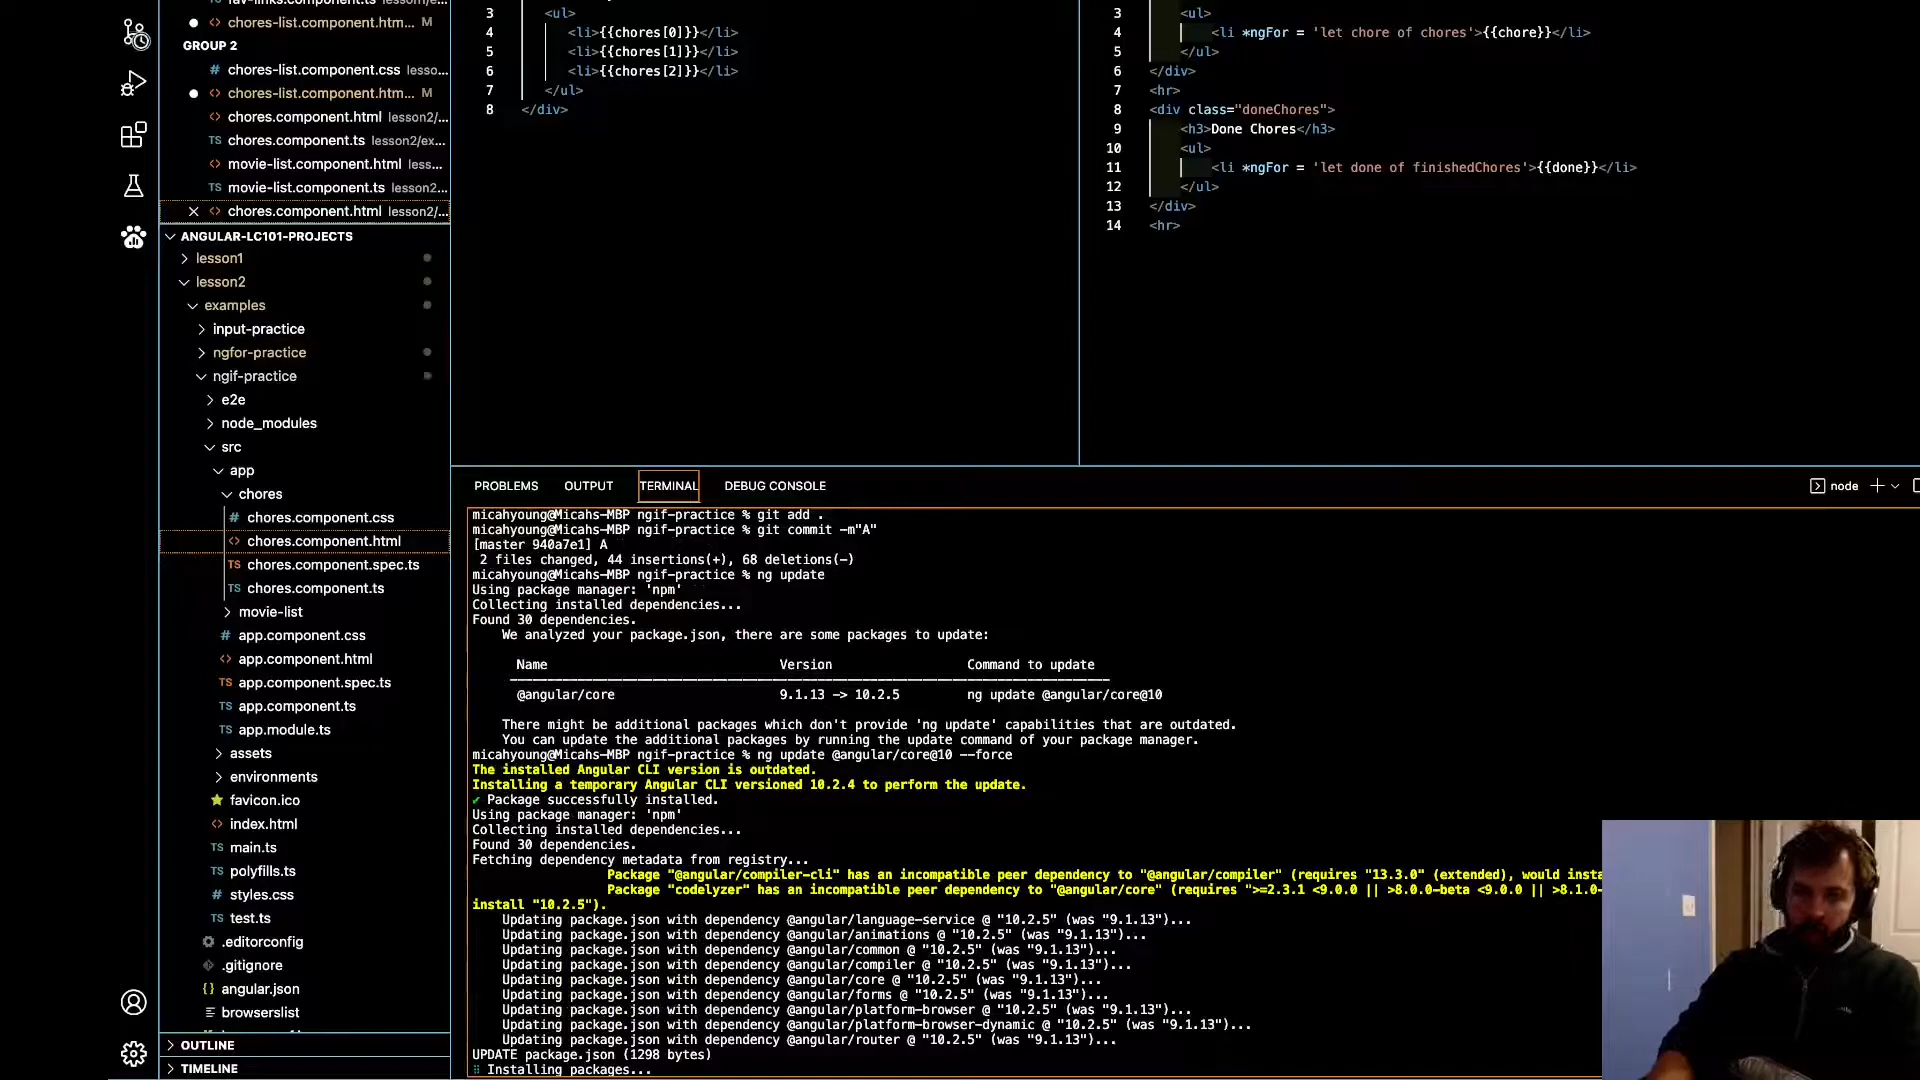 fav-links.component.ts lesson/e...
chores-list.component.htm... M
GROUP 2
chores-list.component.css lesso...
chores-list.component.htm... M
chores.component.html lesson2/...
chores.component.ts lesson2/ex...
movie-list.component.html less...
movie-list.component.ts lesson2...
chores.component.html lesson2/...
ANGULAR-LC101-PROJECTS
lesson1
lesson2
examples
input-practice
ngfor-practice
ngif-practice
e2e
node_modules
src
app
chores
chores.component.css
chores.component.html
TS chores.component.spec.ts
TS chores.component.ts
movie-list
app.component.css
app.component.html
TS app.component.spec.ts
TS app.component.ts
TS app.module.ts
assets
environments
favicon.ico
index.html
TS main.ts
TS polyfills.ts
styles.css
TS test.ts
.editorconfig
.gitignore
angular.json
browserslist
OUTLINE
TIMELINE
3 <ul>
4 <li>{{chores[0]}}</li>
5 <li>{{chores[1]}}</li>
6 <li>{{chores[2]}}</li>
7 </ul>
8 </div>
3 <ul>
4 <li *ngFor = 'let chore of chores'>{{chore}}</li>
5 </ul>
6 </div>
7 <hr>
8 <div class="doneChores">
9 <h3>Done Chores</h3>
10 <ul>
11 <li *ngFor = 'let done of finishedChores'>{{done}}</li>
12 </ul>
13 </div>
14 <hr>
PROBLEMS OUTPUT TERMINAL DEBUG CONSOLE
node
micahyoung@Micahs-MBP ngif-practice % git add .
micahyoung@Micahs-MBP ngif-practice % git commit -m"A"
[master 940a7e1] A
2 files changed, 44 insertions(+), 68 deletions(-)
micahyoung@Micahs-MBP ngif-practice % ng update
Using package manager: 'npm'
Collecting installed dependencies...
Found 30 dependencies.
We analyzed your package.json, there are some packages to update:
Name Version Command to update
@angular/core 9.1.13 -> 10.2.5 ng update @angular/core@10
There might be additional packages which don't provide 'ng update' capabilities that are outdated.
You can update the additional packages by running the update command of your package manager.
micahyoung@Micahs-MBP ngif-practice % ng update @angular/core@10 --force
The installed Angular CLI version is outdated.
Installing a temporary Angular CLI versioned 10.2.4 to perform the update.
✔ Package successfully installed.
Using package manager: 'npm'
Collecting installed dependencies...
Found 30 dependencies.
Fetching dependency metadata from registry...
Package "@angular/compiler-cli" has an incompatible peer dependency to "@angular/compiler" (requires "13.3.0" (extended), would insta
Package "codelyzer" has an incompatible peer dependency to "@angular/core" (requires ">=2.3.1 <9.0.0 || >8.0.0-beta <9.0.0 || >8.1.0-
install "10.2.5").
Updating package.json with dependency @angular/language-service @ "10.2.5" (was "9.1.13")...
Updating package.json with dependency @angular/animations @ "10.2.5" (was "9.1.13")...
Updating package.json with dependency @angular/common @ "10.2.5" (was "9.1.13")...
Updating package.json with dependency @angular/compiler @ "10.2.5" (was "9.1.13")...
Updating package.json with dependency @angular/core @ "10.2.5" (was "9.1.13")...
Updating package.json with dependency @angular/forms @ "10.2.5" (was "9.1.13")...
Updating package.json with dependency @angular/platform-browser @ "10.2.5" (was "9.1.13")...
Updating package.json with dependency @angular/platform-browser-dynamic @ "10.2.5" (was "9.1.13")...
Updating package.json with dependency @angular/router @ "10.2.5" (was "9.1.13")...
UPDATE package.json (1298 bytes)
Installing packages...